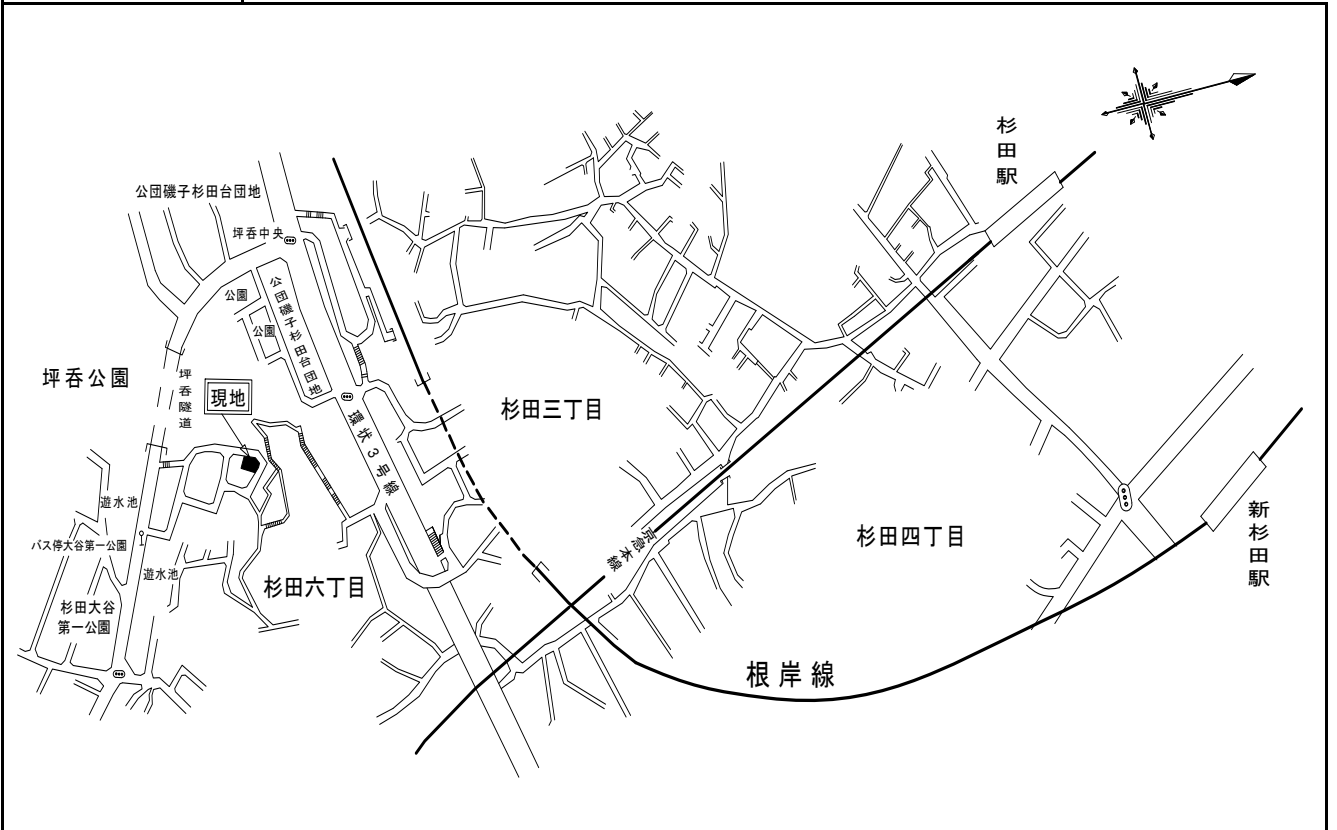 杉田駅
公団磯子杉田台団地
坪呑中央
公園
公団磯子杉田台団地
公園
坪呑公園
坪呑隧道
現地
杉田三丁目
環状3号線
遊水池
新杉田駅
バス停大谷第一公園
京急本線
杉田四丁目
遊水池
杉田六丁目
杉田大谷
第一公園
根岸線